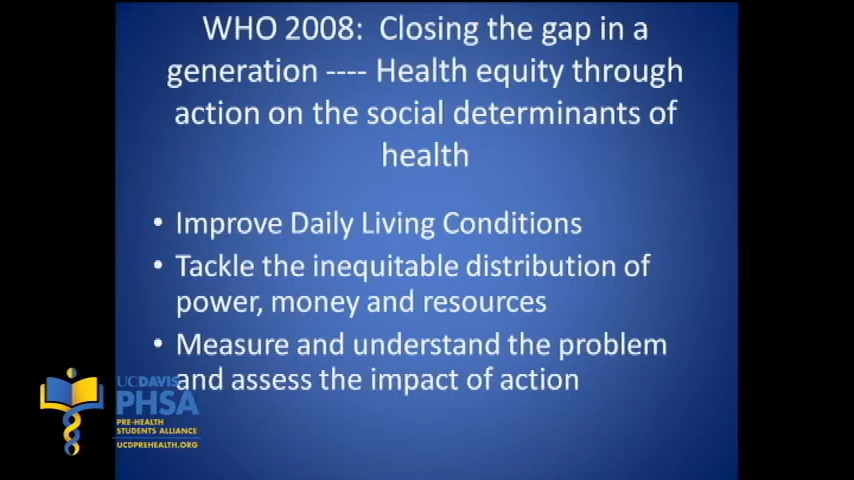 WHO 2008:  Closing the gap in a
generation ---- Health equity through
action on the social determinants of
health
• Improve Daily Living Conditions
• Tackle the inequitable distribution of
power, money and resources
• Measure and understand the problem
and assess the impact of action
UCDAVIS
PHSA
PRE-HEALTH
STUDENTS ALLIANCE
UCDPREHEALTH.ORG